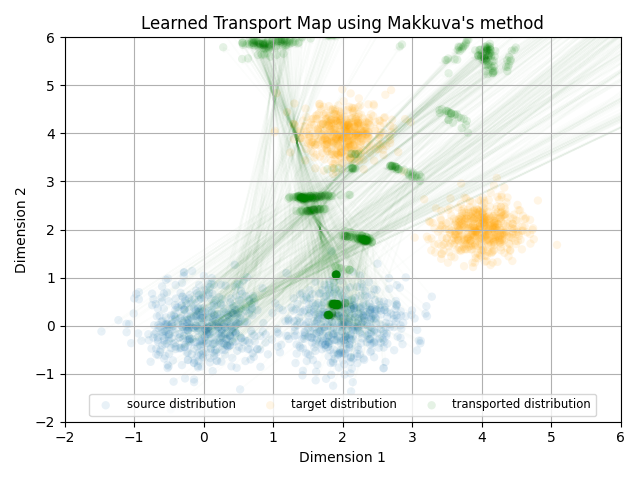 Learned Transport Map using Makkuva's method
6
5
4
3
2
1
0
−1
−2
Dimension 2
source distribution target distribution transported distribution
−2 −1 0 1 2 3 4 5 6
Dimension 1